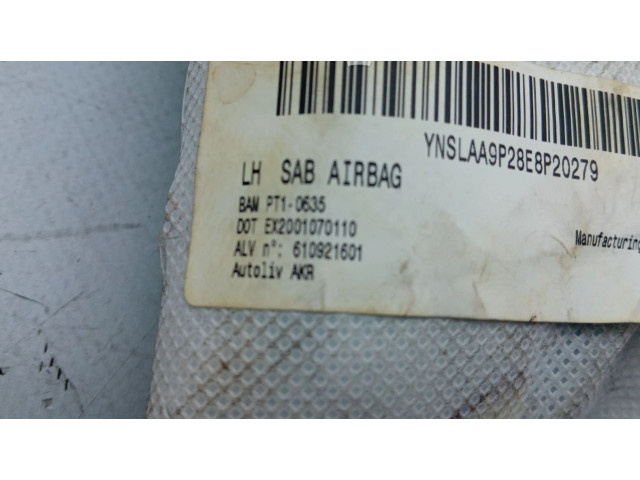 YNSLAA9P28E8P20279
LH SAB AIRBAG
BAM PT1-0635
DOT EX2001070110
ALV n°: 610921601
Autoliv AKR
Manufacturing